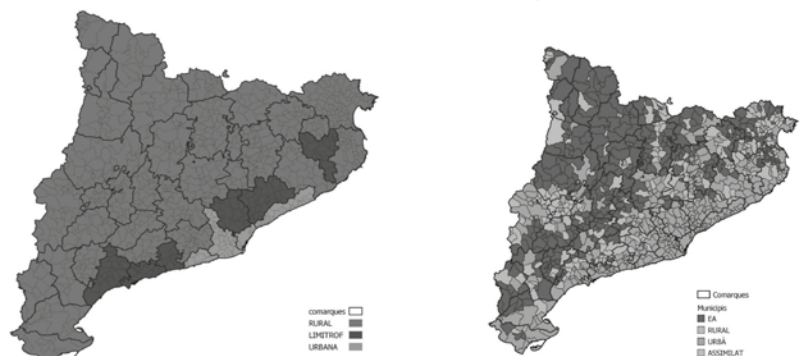 comarques
RURAL
LIMITROF
URBANA
Comarques
Municipis
EA
RURAL
URBÀ
ASSIMILAT